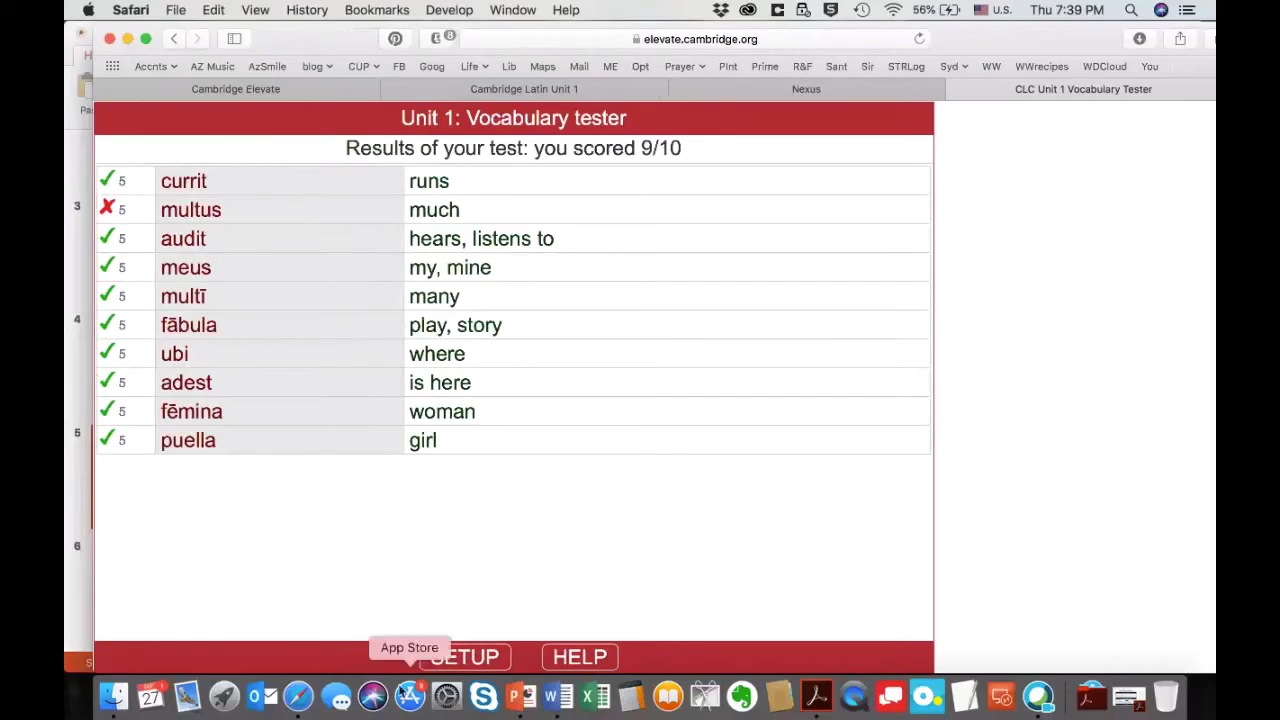 Safari File Edit View History Bookmarks Develop Window Help 56% U.S. Thu 7:39 PM
8 elevate.cambridge.org
Accnts AZ Music AzSmile blog CUP FB Goog Life Lib Maps Mail ME Opt Prayer PInt Prime R&F Sant Sir STRLog Syd WW WWrecipes WDCloud You
Cambridge Elevate Cambridge Latin Unit 1 Nexus CLC Unit 1 Vocabulary Tester
Unit 1: Vocabulary tester
Results of your test: you scored 9/10
5 currit runs
3
5 multus much
5 audit hears, listens to
5 meus my, mine
5 multī many
4
5 fābula play, story
5 ubi where
5 adest is here
5 fēmina woman
5
5 puella girl
6
App Store
SETUP HELP
27